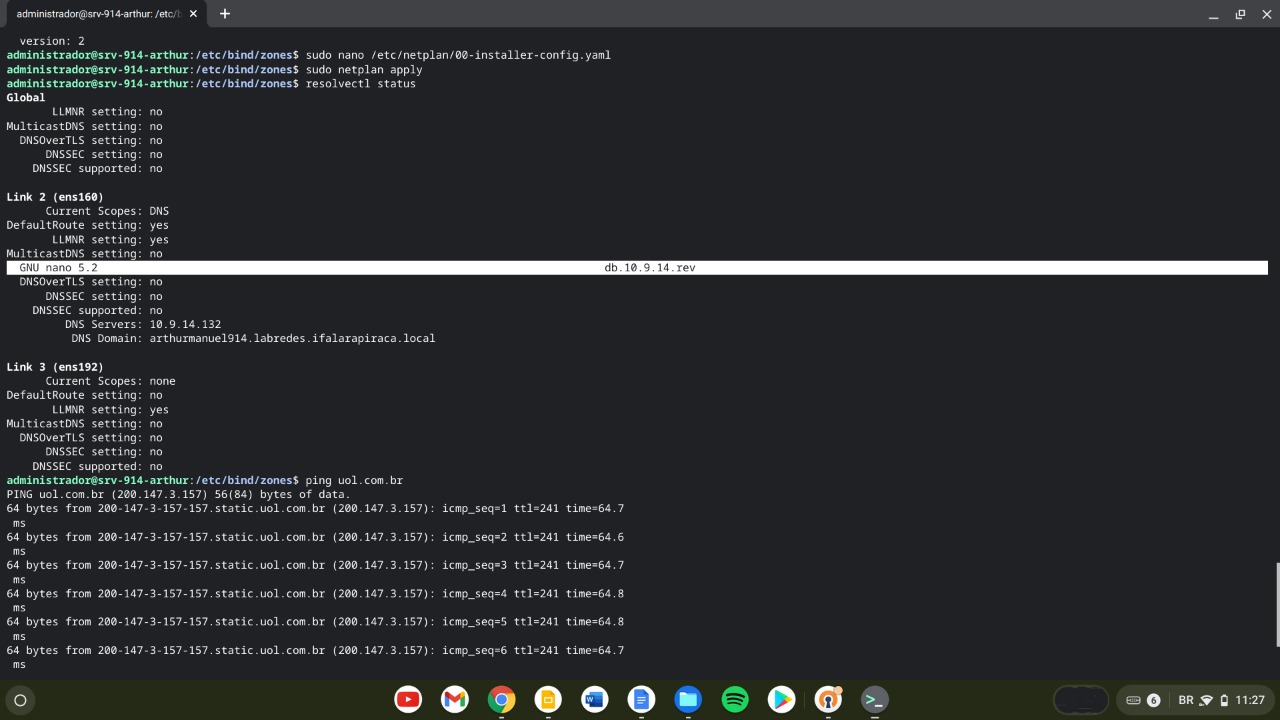 administrador@srv-914-arthur: /etc/b
version: 2
administrador@srv-914-arthur:/etc/bind/zones$ sudo nano /etc/netplan/00-installer-config.yaml
administrador@srv-914-arthur:/etc/bind/zones$ sudo netplan apply
administrador@srv-914-arthur:/etc/bind/zones$ resolvectl status
Global
LLMNR setting: no
MulticastDNS setting: no
DNSOverTLS setting: no
DNSSEC setting: no
DNSSEC supported: no
Link 2 (ens160)
Current Scopes: DNS
DefaultRoute setting: yes
LLMNR setting: yes
MulticastDNS setting: no
GNU nano 5.2 db.10.9.14.rev
DNSOverTLS setting: no
DNSSEC setting: no
DNSSEC supported: no
DNS Servers: 10.9.14.132
DNS Domain: arthurmanuel914.labredes.ifalarapiraca.local
Link 3 (ens192)
Current Scopes: none
DefaultRoute setting: no
LLMNR setting: yes
MulticastDNS setting: no
DNSOverTLS setting: no
DNSSEC setting: no
DNSSEC supported: no
administrador@srv-914-arthur:/etc/bind/zones$ ping uol.com.br
PING uol.com.br (200.147.3.157) 56(84) bytes of data.
64 bytes from 200-147-3-157-157.static.uol.com.br (200.147.3.157): icmp_seq=1 ttl=241 time=64.7
ms
64 bytes from 200-147-3-157-157.static.uol.com.br (200.147.3.157): icmp_seq=2 ttl=241 time=64.6
ms
64 bytes from 200-147-3-157-157.static.uol.com.br (200.147.3.157): icmp_seq=3 ttl=241 time=64.7
ms
64 bytes from 200-147-3-157-157.static.uol.com.br (200.147.3.157): icmp_seq=4 ttl=241 time=64.8
ms
64 bytes from 200-147-3-157-157.static.uol.com.br (200.147.3.157): icmp_seq=5 ttl=241 time=64.8
ms
64 bytes from 200-147-3-157-157.static.uol.com.br (200.147.3.157): icmp_seq=6 ttl=241 time=64.7
ms
6 BR 11:27